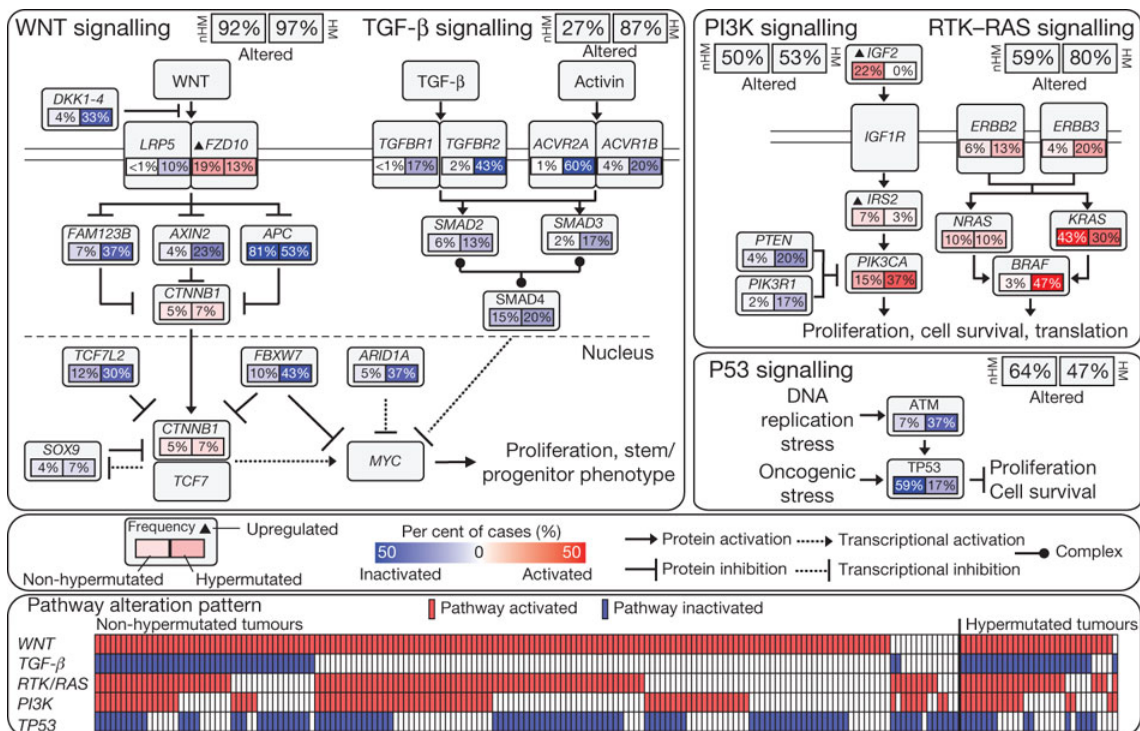 WNT signalling
nHM 92% 97% HM
Altered
TGF-β signalling
nHM 27% 87% HM
Altered
WNT
DKK1-4
4% 33%
LRP5
<1% 10%
▲FZD10
19% 13%
FAM123B
7% 37%
AXIN2
4% 23%
APC
81% 53%
CTNNB1
5% 7%
TGF-β
Activin
TGFBR1
<1% 17%
TGFBR2
2% 43%
ACVR2A
1% 60%
ACVR1B
4% 20%
SMAD2
6% 13%
SMAD3
2% 17%
SMAD4
15% 20%
Nucleus
TCF7L2
12% 30%
FBXW7
10% 43%
ARID1A
5% 37%
SOX9
4% 7%
CTNNB1
5% 7%
TCF7
MYC
Proliferation, stem/
progenitor phenotype
PI3K signalling
nHM 50% 53% HM
Altered
RTK–RAS signalling
59% 80% HM
Altered
▲IGF2
22% 0%
IGF1R
▲IRS2
7% 3%
PTEN
4% 20%
PIK3R1
2% 17%
PIK3CA
15% 37%
ERBB2
6% 13%
ERBB3
4% 20%
NRAS
10% 10%
KRAS
43% 30%
BRAF
3% 47%
Proliferation, cell survival, translation
P53 signalling
nHM 64% 47% HM
Altered
DNA
replication
stress
ATM
7% 37%
Oncogenic
stress
TP53
59% 17%
Proliferation
Cell survival
Frequency ▲ Upregulated
Non-hypermutated Hypermutated
Per cent of cases (%)
50 0 50
Inactivated Activated
Protein activation
Transcriptional activation
Complex
Protein inhibition
Transcriptional inhibition
Pathway alteration pattern
Pathway activated
Pathway inactivated
Non-hypermutated tumours
Hypermutated tumours
WNT
TGF-β
RTK/RAS
PI3K
TP53